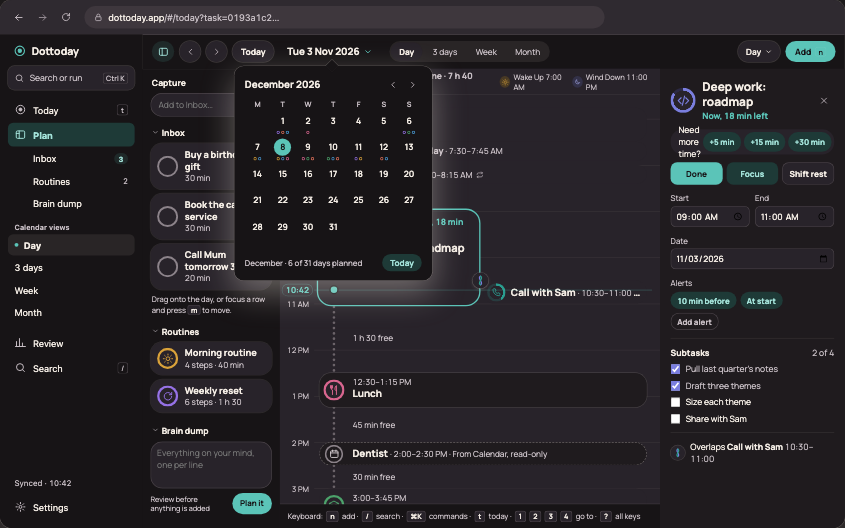 dottoday.app/#/today?task=0193a1c2...
Dottoday
Search or run Ctrl K
Today t
Plan
Inbox 3
Routines 2
Brain dump
Calendar views
Day
3 days
Week
Month
Review
Search /
Synced · 10:42
Settings
Today
Tue 3 Nov 2026
Day 3 days Week Month
Day
Add n
Capture
Add to Inbox...
Inbox
Buy a birth
gift
30 min
Book the ca
service
30 min
Call Mum
tomorrow 3
20 min
Drag onto the day, or focus a row
and press m to move.
Routines
Morning routine
4 steps · 40 min
Weekly reset
6 steps · 1 h 30
Brain dump
Everything on your mind,
one per line
Review before
anything is added
Plan it
December 2026
M T W T F S S
1 2 3 4 5 6
7 8 9 10 11 12 13
14 15 16 17 18 19 20
21 22 23 24 25 26 27
28 29 30 31
December · 6 of 31 days planned
Today
ne · 7 h 40
Wake Up 7:00
AM
Wind Down 11:00
PM
day · 7:30–7:45 AM
–8:15 AM
, 18 min
admap
10:42
Call with Sam · 10:30–11:00 ...
11 AM
1 h 30 free
12 PM
12:30–1:15 PM
Lunch
1 PM
45 min free
2 PM
Dentist · 2:00–2:30 PM · From Calendar, read-only
30 min free
3 PM
3:00–3:45 PM
Keyboard: n add · / search · ⌘K commands · t today · 1 2 3 4 go to · ? all keys
Deep work:
roadmap
Now, 18 min left
Need
more
time?
+5 min +15 min +30 min
Done Focus Shift rest
Start End
09:00 AM 11:00 AM
Date
11/03/2026
Alerts
10 min before At start
Add alert
Subtasks 2 of 4
Pull last quarter's notes
Draft three themes
Size each theme
Share with Sam
Overlaps Call with Sam 10:30–
11:00